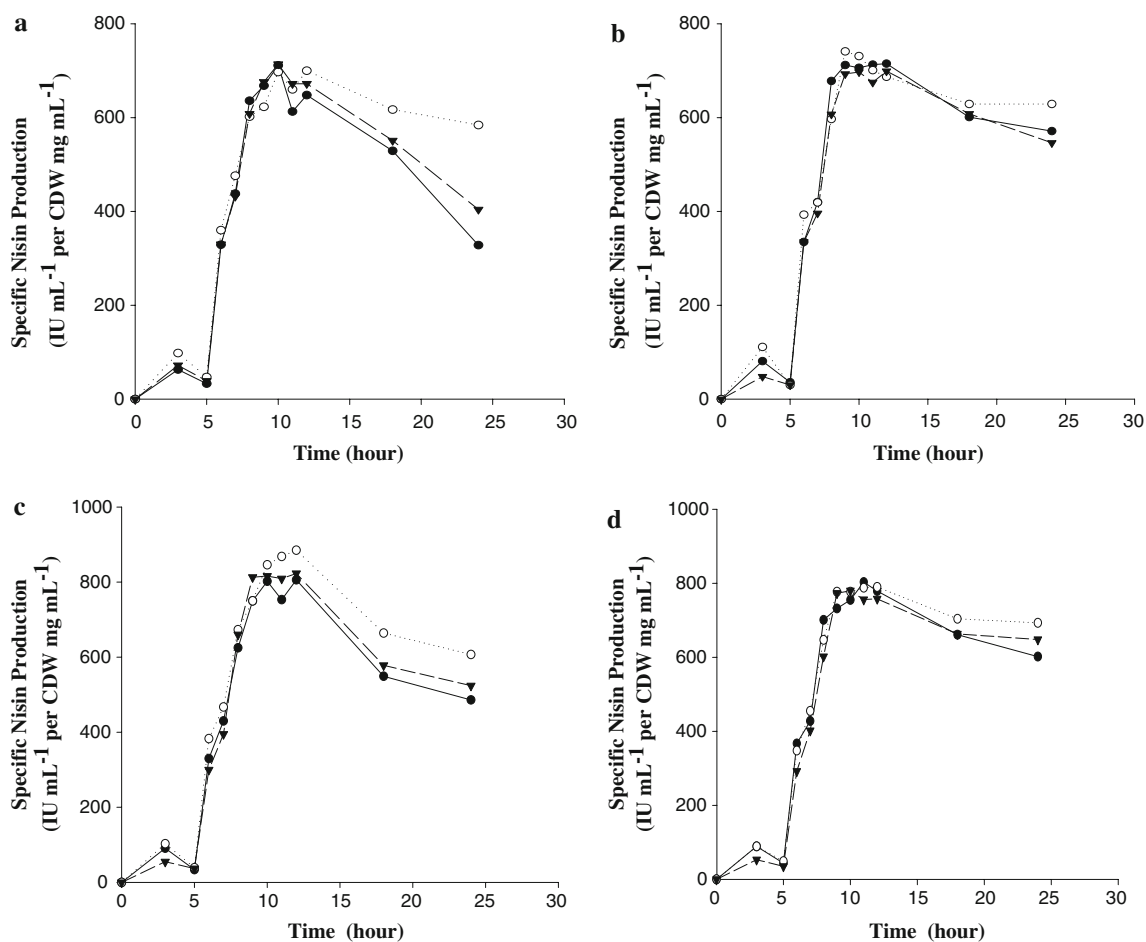 a
Specific Nisin Production
(IU mL-1 per CDW mg mL-1)
800
600
400
200
0
0 5 10 15 20 25 30
Time (hour)
b
Specific Nisin Production
(IU mL-1 per CDW mg mL-1)
800
600
400
200
0
0 5 10 15 20 25 30
Time (hour)
c
Specific Nisin Production
(IU mL-1 per CDW mg mL-1)
1000
800
600
400
200
0
0 5 10 15 20 25 30
Time (hour)
d
Specific Nisin Production
(IU mL-1 per CDW mg mL-1)
1000
800
600
400
200
0
0 5 10 15 20 25 30
Time (hour)